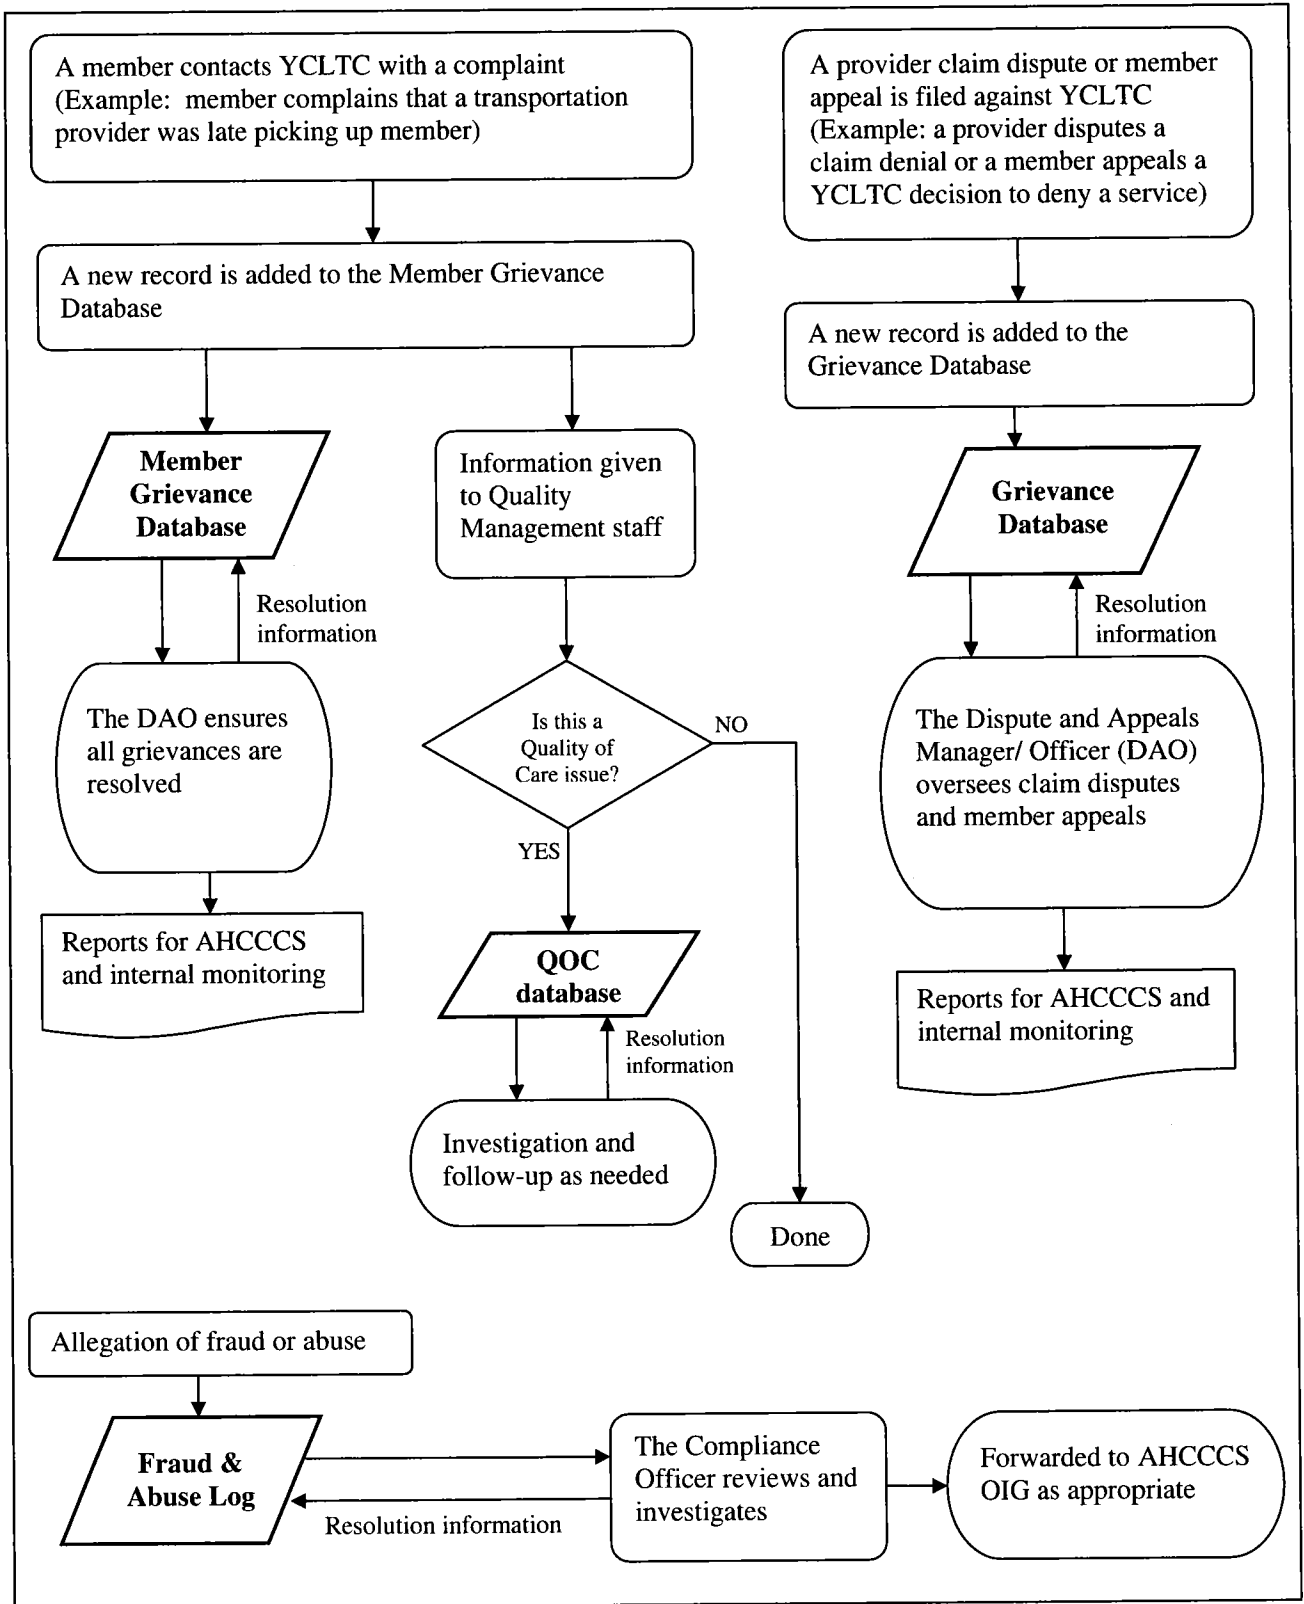 A member contacts YCLTC with a complaint
(Example:  member complains that a transportation
provider was late picking up member)
A provider claim dispute or member
appeal is filed against YCLTC
(Example: a provider disputes a
claim denial or a member appeals a
YCLTC decision to deny a service)
A new record is added to the Member Grievance
Database
A new record is added to the
Grievance Database
Member
Grievance
Database
Information given
to Quality
Management staff
Grievance
Database
Resolution
information
Resolution
information
The DAO ensures
all grievances are
resolved
Is this a
Quality of
Care issue?
NO
YES
The Dispute and Appeals
Manager/ Officer (DAO)
oversees claim disputes
and member appeals
Reports for AHCCCS
and internal monitoring
QOC
database
Reports for AHCCCS and
internal monitoring
Resolution
information
Investigation and
follow-up as needed
Done
Allegation of fraud or abuse
Fraud &
Abuse Log
Resolution information
The Compliance
Officer reviews and
investigates
Forwarded to AHCCCS
OIG as appropriate